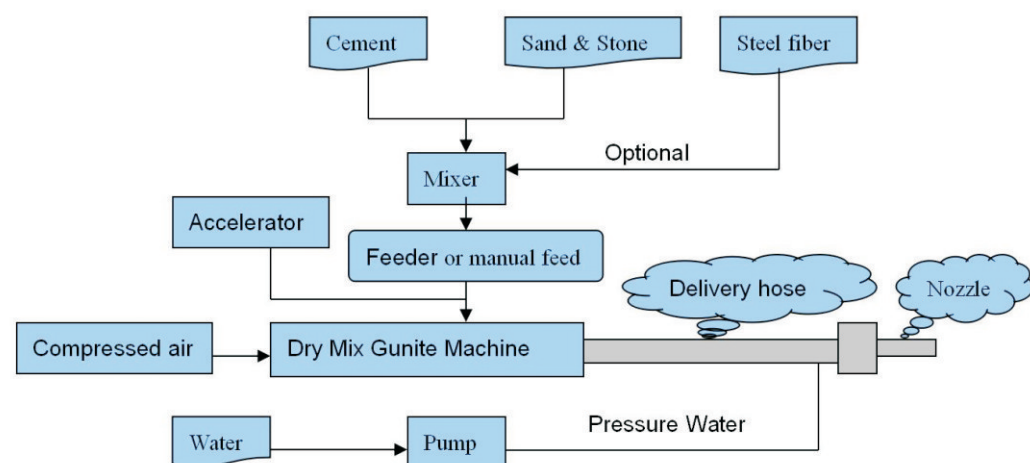 Cement
Sand & Stone
Steel fiber
Optional
Mixer
Accelerator
Feeder or manual feed
Delivery hose
Nozzle
Compressed air
Dry Mix Gunite Machine
Pressure Water
Water
Pump